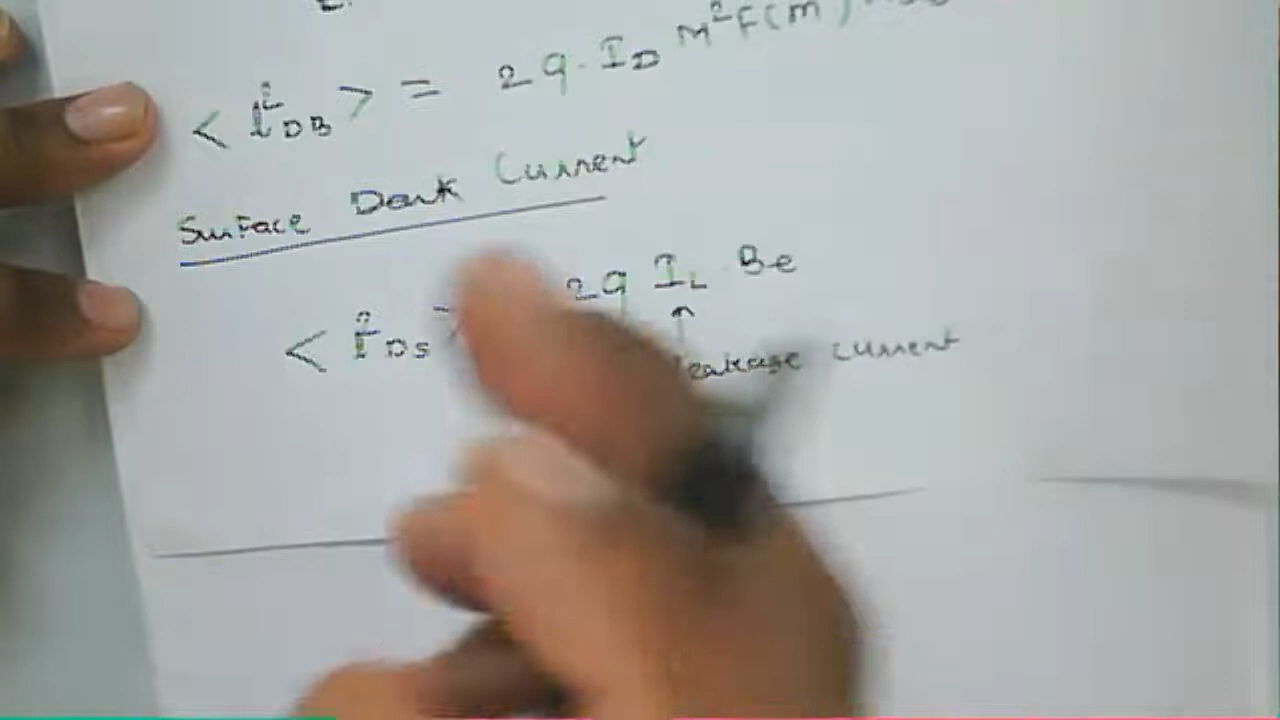 < i²DB > = 2q. ID M²F(m)
Surface Dark Current
< i²DS > 2q IL Be
↑
leakage current